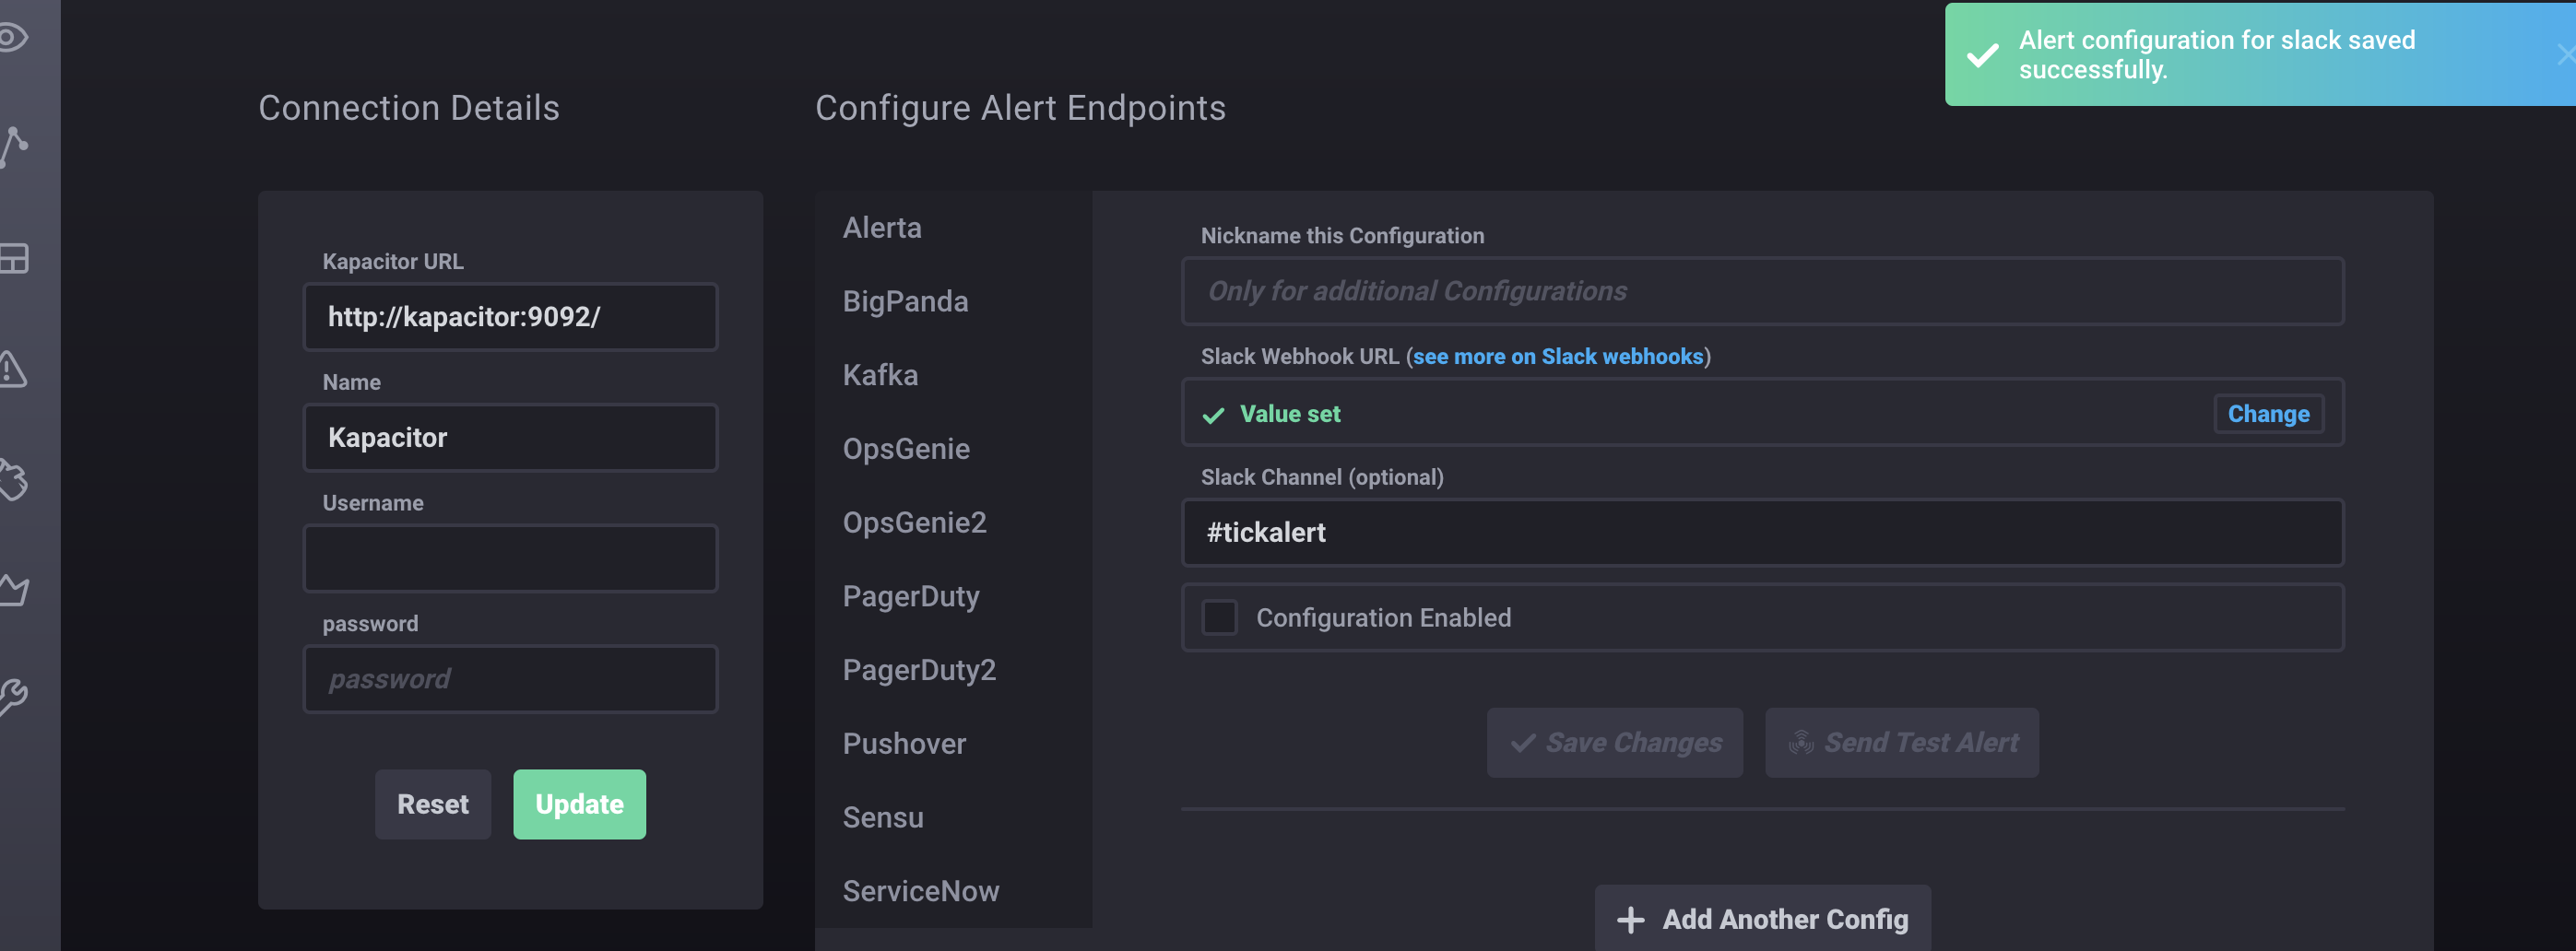 Alert configuration for slack saved
successfully.
Connection Details
Kapacitor URL
http://kapacitor:9092/
Name
Kapacitor
Username
password
password
Reset
Update
Configure Alert Endpoints
Alerta
BigPanda
Kafka
OpsGenie
OpsGenie2
PagerDuty
PagerDuty2
Pushover
Sensu
ServiceNow
Nickname this Configuration
Only for additional Configurations
Slack Webhook URL (see more on Slack webhooks)
Value set
Change
Slack Channel (optional)
#tickalert
Configuration Enabled
Save Changes
Send Test Alert
Add Another Config